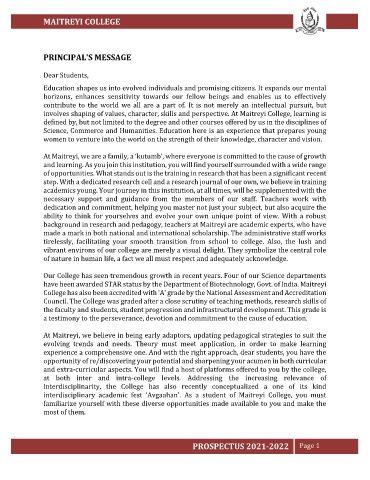 MAITREYI COLLEGE
PRINCIPAL'S MESSAGE
Dear Students,
Education shapes us into evolved individuals and promising citizens. It expands our mental
horizons, enhances sensitivity towards our fellow beings and enables us to effectively
contribute to the world we all are a part of. It is not merely an intellectual pursuit, but
involves shaping of values, character, skills and perspective. At Maitreyi College, learning is
defined by, but not limited to the degree and other courses offered by us in the disciplines of
Science, Commerce and Humanities. Education here is an experience that prepares young
women to venture into the world on the strength of their knowledge, character and vision.
At Maitreyi, we are a family, a 'kutumb', where everyone is committed to the cause of growth
and learning. As you join this institution, you will find yourself surrounded with a wide range
of opportunities. What stands out is the training in research that has been a significant recent
step. With a dedicated research cell and a research journal of our own, we believe in training
academics young. Your journey in this institution, at all times, will be supplemented with the
necessary support and guidance from the members of our staff. Teachers work with
dedication and commitment, helping you master not just your subject, but also acquire the
ability to think for yourselves and evolve your own unique point of view. With a robust
background in research and pedagogy, teachers at Maitreyi are academic experts, who have
made a mark in both national and international scholarship. The administrative staff works
tirelessly, facilitating your smooth transition from school to college. Also, the lush and
vibrant environs of our college are merely a visual delight. They symbolize the central role
of nature in human life, a fact we all must respect and adequately acknowledge.
Our College has seen tremendous growth in recent years. Four of our Science departments
have been awarded STAR status by the Department of Biotechnology, Govt. of India. Maitreyi
College has also been accredited with 'A' grade by the National Assessment and Accreditation
Council. The College was graded after a close scrutiny of teaching methods, research skills of
the faculty and students, student progression and infrastructural development. This grade is
a testimony to the perseverance, devotion and commitment to the cause of education.
At Maitreyi, we believe in being early adaptors, updating pedagogical strategies to suit the
evolving trends and needs. Theory must meet application, in order to make learning
experience a comprehensive one. And with the right approach, dear students, you have the
opportunity of re/discovering your potential and sharpening your acumen in both curricular
and extra-curricular aspects. You will find a host of platforms offered to you by the college,
at both inter and intra-college levels. Addressing the increasing relevance of
interdisciplinarity, the College has also recently conceptualized a one of its kind
interdisciplinary academic fest 'Avgaahan'. As a student of Maitreyi College, you must
familiarize yourself with these diverse opportunities made available to you and make the
most of them.
PROSPECTUS 2021-2022 Page 1